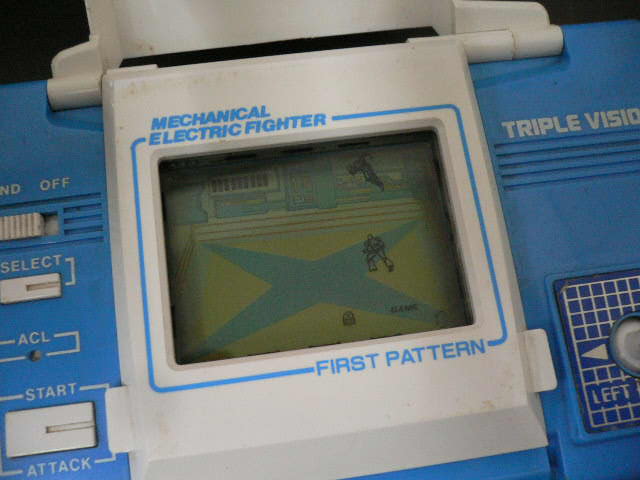 MECHANICAL
ELECTRIC FIGHTER
TRIPLE VISIO
ND OFF
SELECT
ACL
GAME
FIRST PATTERN
START
LEFT
ATTACK